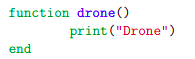 function drone()
        print("Drone")
end